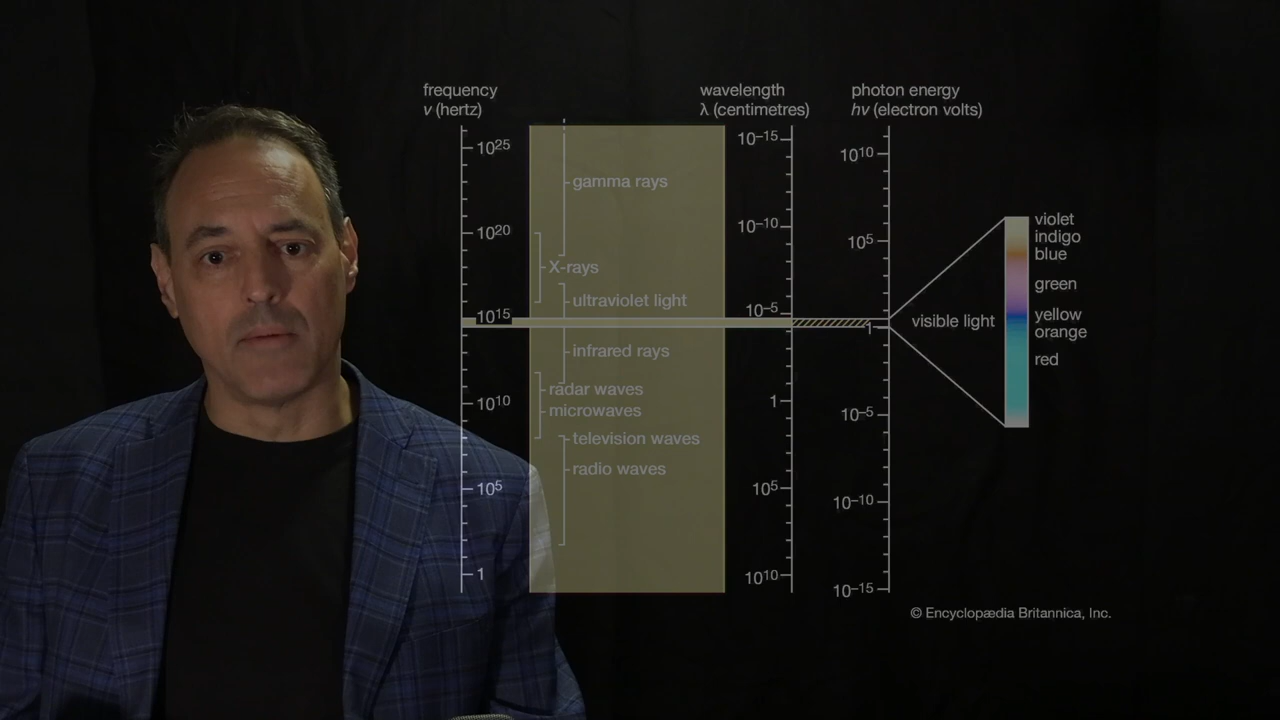 frequency
ν (hertz)
wavelength
λ (centimetres)
photon energy
hν (electron volts)
10²⁵
10²⁰
10¹⁵
10¹⁰
10⁵
1
gamma rays
X-rays
ultraviolet light
infrared rays
radar waves
microwaves
television waves
radio waves
10⁻¹⁵
10⁻¹⁰
10⁻⁵
1
10⁵
10¹⁰
10¹⁰
10⁵
1
10⁻⁵
10⁻¹⁰
10⁻¹⁵
visible light
violet
indigo
blue
green
yellow
orange
red
© Encyclopædia Britannica, Inc.